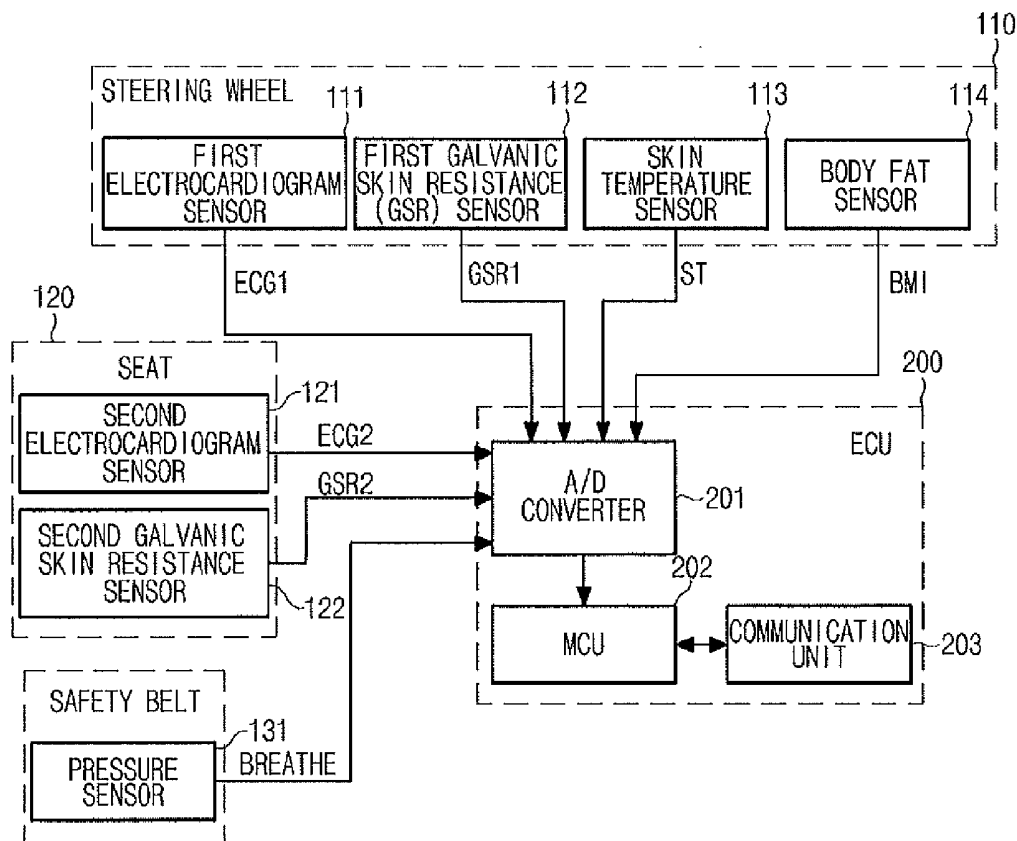 110
STEERING WHEEL
111
112
113
114
FIRST
ELECTROCARDIOGRAM
SENSOR
FIRST GALVANIC
SKIN RESISTANCE
(GSR) SENSOR
SKIN
TEMPERATURE
SENSOR
BODY FAT
SENSOR
ECG1
GSR1
ST
BMI
120
SEAT
121
SECOND
ELECTROCARDIOGRAM
SENSOR
ECG2
GSR2
SECOND GALVANIC
SKIN RESISTANCE
SENSOR
122
200
ECU
A/D
CONVERTER
201
202
MCU
COMMUNICATION
UNIT
203
SAFETY BELT
131
PRESSURE
SENSOR
BREATHE